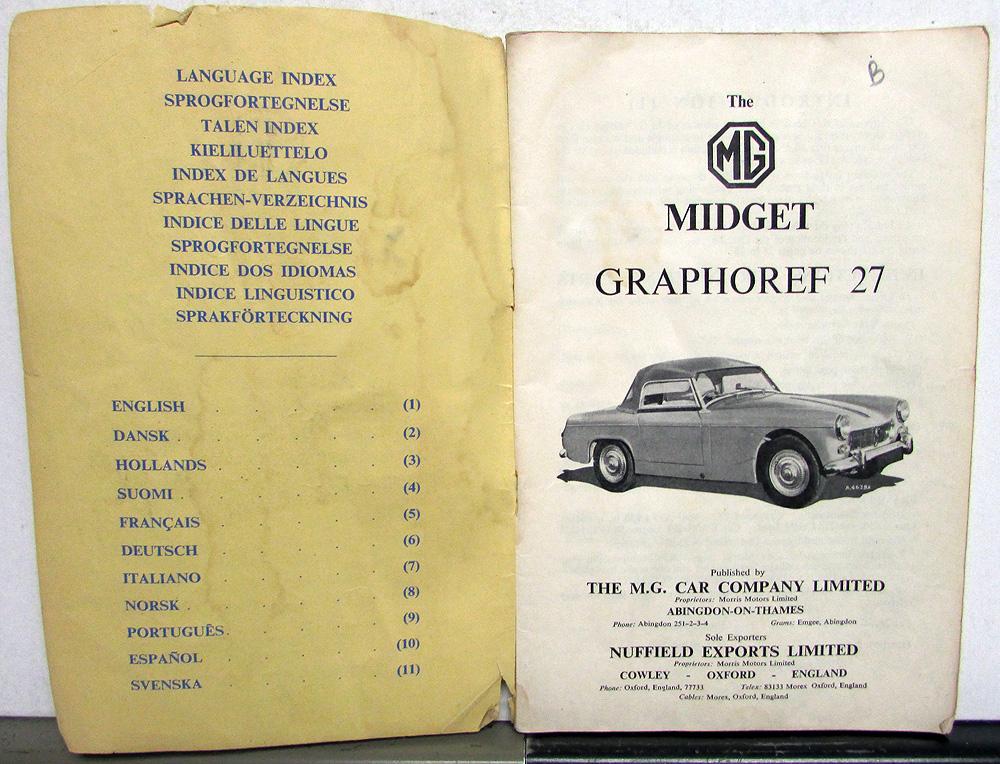 LANGUAGE INDEX
SPROGFORTEGNELSE
TALEN INDEX
KIELILUETTELO
INDEX DE LANGUES
SPRACHEN-VERZEICHNIS
INDICE DELLE LINGUE
SPROGFORTEGNELSE
INDICE DOS IDIOMAS
INDICE LINGUISTICO
SPRAKFÖRTECKNING
ENGLISH . . . . . (1)
DANSK . . . . . (2)
HOLLANDS . . . . . (3)
SUOMI . . . . . (4)
FRANÇAIS . . . . . (5)
DEUTSCH . . . . . (6)
ITALIANO . . . . . (7)
NORSK . . . . . (8)
PORTUGUÊS . . . . . (9)
ESPAÑOL . . . . . (10)
SVENSKA . . . . . (11)
B
The
MG
MIDGET
GRAPHOREF 27
Published by
THE M.G. CAR COMPANY LIMITED
Proprietors: Morris Motors Limited
ABINGDON-ON-THAMES
Phone: Abingdon 251-2-3-4 Grams: Emgee, Abingdon
Sole Exporters
NUFFIELD EXPORTS LIMITED
Proprietors: Morris Motors Limited
COWLEY - OXFORD - ENGLAND
Phone: Oxford, England, 77733 Telex: 83133 Morex Oxford, England
Cables: Morex, Oxford, England